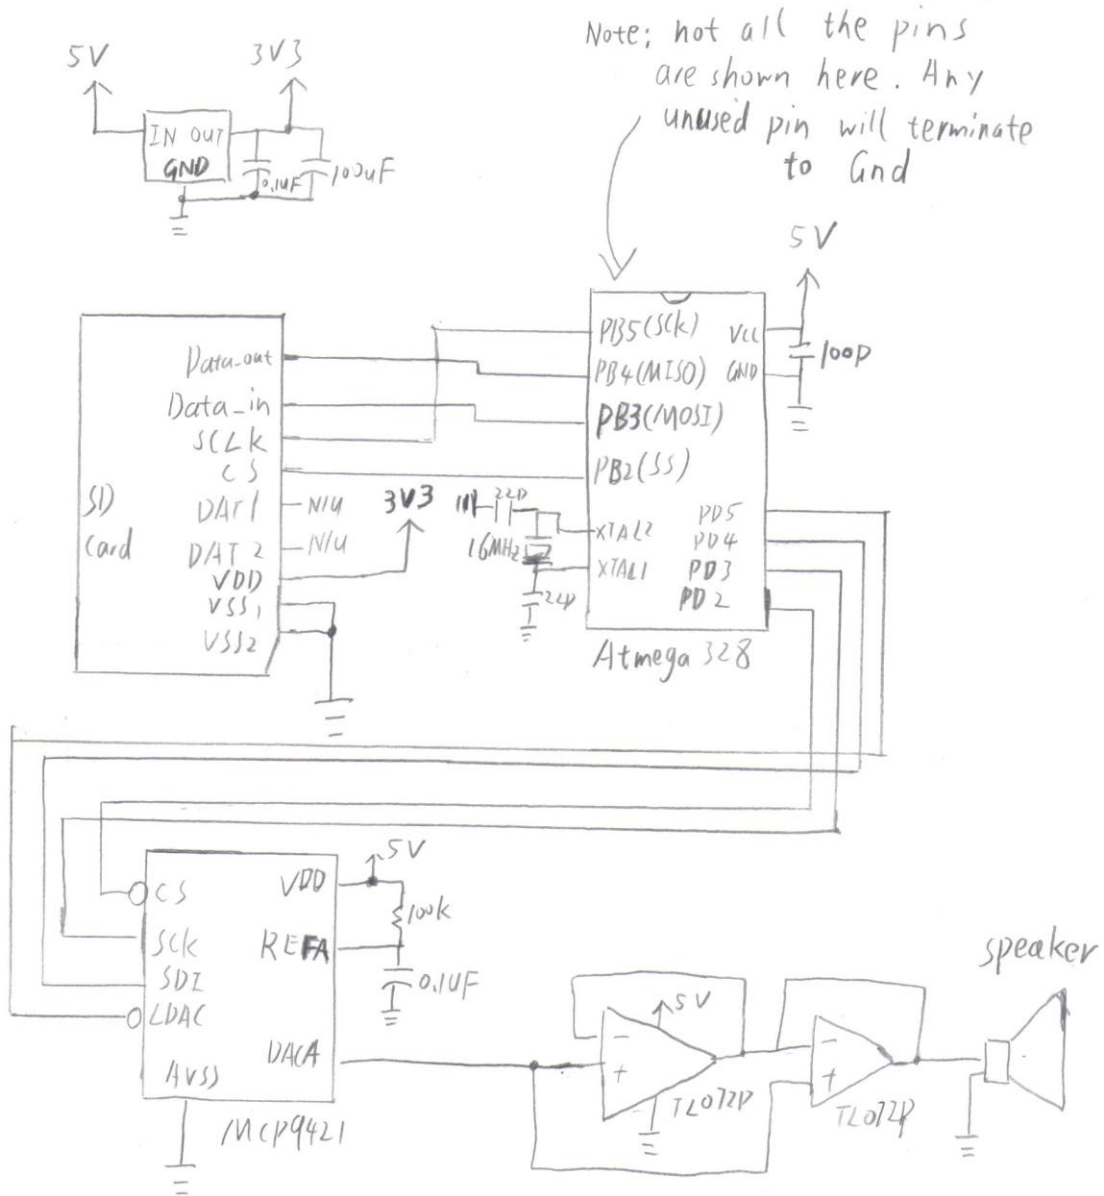 Note: not all the pins
are shown here. Any
unused pin will terminate
to Gnd
5V
3V3
IN OUT
GND
0.1uF
100uF
5V
PB5(SCK)
PB4(MISO)
PB3(MOSI)
PB2(SS)
XTAL2
XTAL1
VCC
GND
100p
PD5
PD4
PD3
PD2
Atmega 328
22p
16MHz
22p
SD
Card
Data_out
Data_in
SCLK
CS
DAT1
N/U
DAT2
N/U
VDD
3V3
VSS1
VSS2
CS
SCK
SDI
LDAC
AVSS
VDD
REFA
DACA
MCP9421
5V
100k
0.1UF
5V
-
+
TL072P
-
+
TL072P
speaker